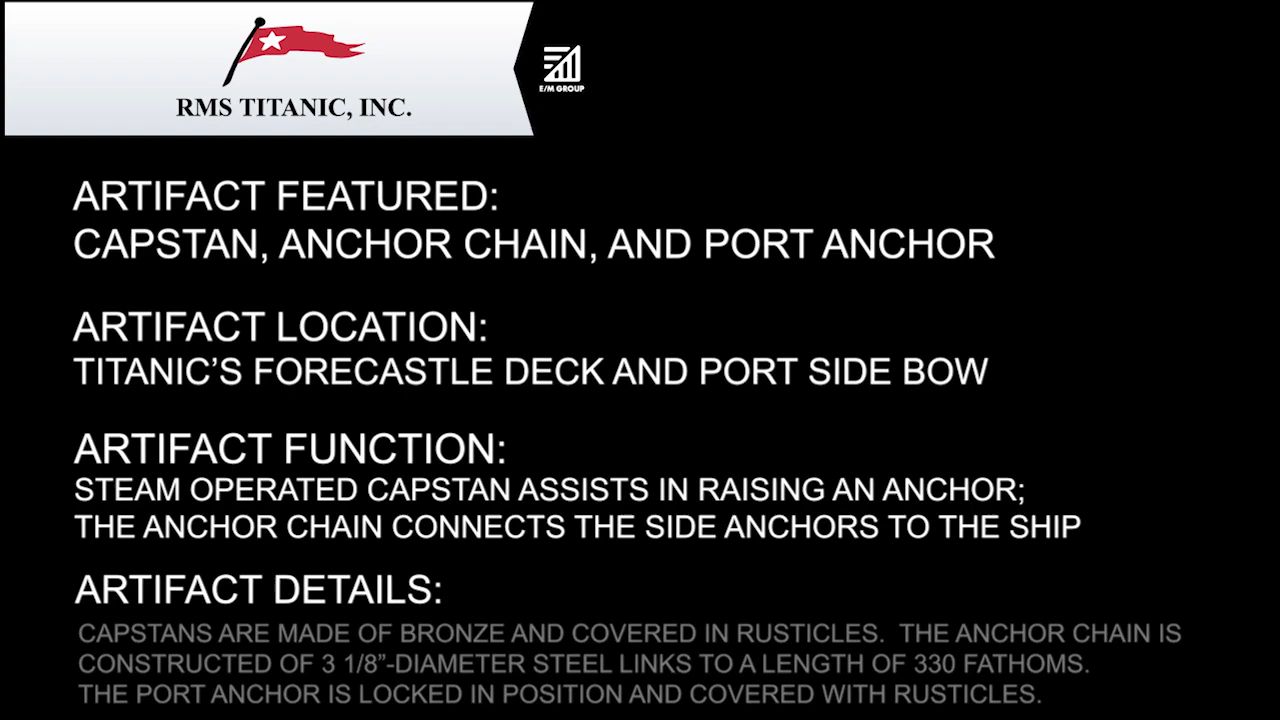 RMS TITANIC, INC.
E/M GROUP
ARTIFACT FEATURED:
CAPSTAN, ANCHOR CHAIN, AND PORT ANCHOR
ARTIFACT LOCATION:
TITANIC’S FORECASTLE DECK AND PORT SIDE BOW
ARTIFACT FUNCTION:
STEAM OPERATED CAPSTAN ASSISTS IN RAISING AN ANCHOR;
THE ANCHOR CHAIN CONNECTS THE SIDE ANCHORS TO THE SHIP
ARTIFACT DETAILS:
CAPSTANS ARE MADE OF BRONZE AND COVERED IN RUSTICLES. THE ANCHOR CHAIN IS
CONSTRUCTED OF 3 1/8”-DIAMETER STEEL LINKS TO A LENGTH OF 330 FATHOMS.
THE PORT ANCHOR IS LOCKED IN POSITION AND COVERED WITH RUSTICLES.